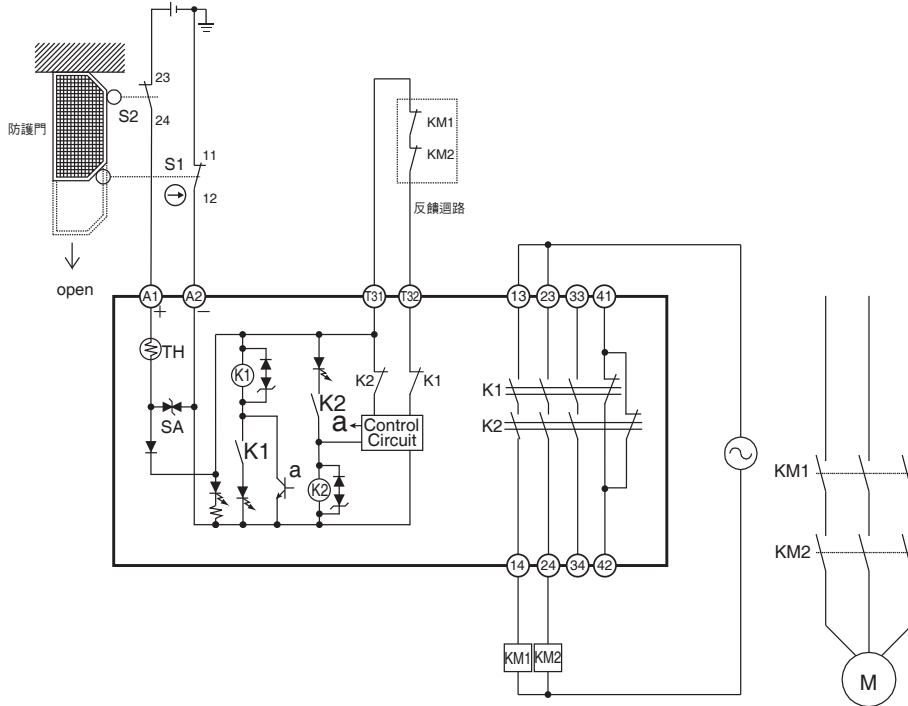 23
S2
24
防護門
S1
11
12
open
KM1
KM2
反饋迴路
A1
A2
T31
T32
13
23
33
41
+
−
TH
K1
K2
K2
K1
SA
K1
a
a
Control
Circuit
K2
K1
K2
14
24
34
42
KM1
KM2
KM1
KM2
M